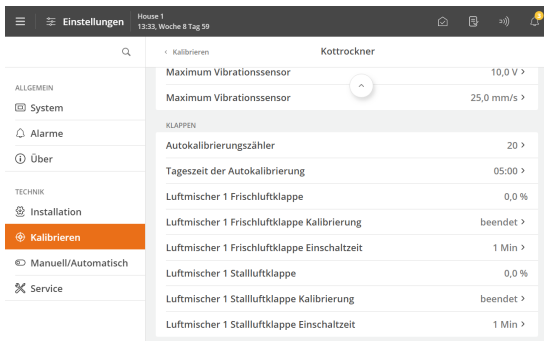 Einstellungen
House 1
13:33, Woche 8 Tag 59
‹ Kalibrieren
Kottrockner
Maximum Vibrationssensor 10,0 V ›
ALLGEMEIN
Maximum Vibrationssensor 25,0 mm/s ›
System
KLAPPEN
Alarme
Autokalibrierungszähler 20 ›
Über
Tageszeit der Autokalibrierung 05:00 ›
TECHNIK
Luftmischer 1 Frischluftklappe 0,0 %
Installation
Luftmischer 1 Frischluftklappe Kalibrierung beendet ›
Kalibrieren
Luftmischer 1 Frischluftklappe Einschaltzeit 1 Min ›
Manuell/Automatisch
Luftmischer 1 Stallluftklappe 0,0 %
Service
Luftmischer 1 Stallluftklappe Kalibrierung beendet ›
Luftmischer 1 Stallluftklappe Einschaltzeit 1 Min ›